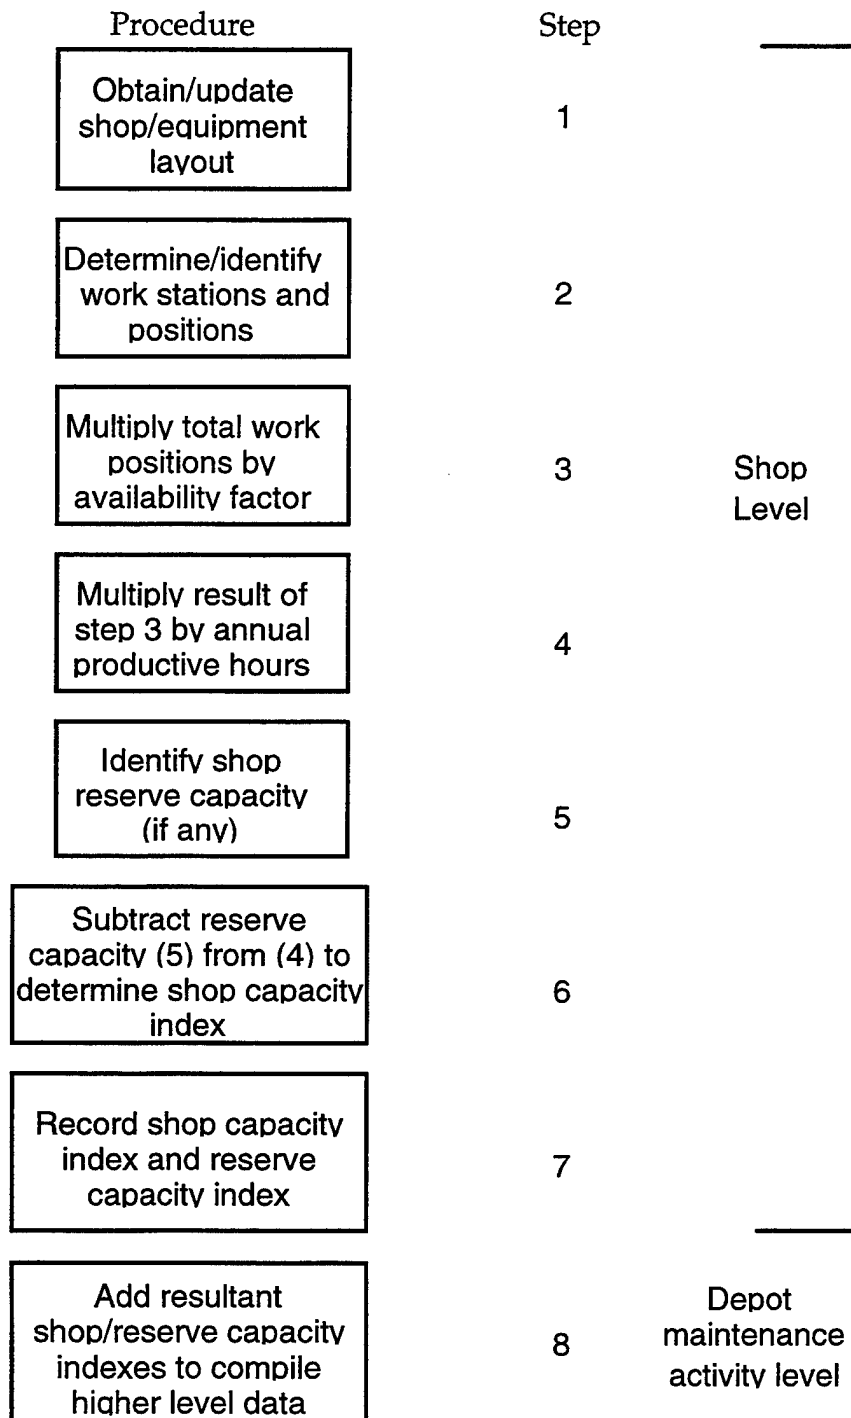 Procedure Step
Obtain/update
shop/equipment
layout
1
Determine/identify
work stations and
positions
2
Multiply total work
positions by
availability factor
3
Shop
Level
Multiply result of
step 3 by annual
productive hours
4
Identify shop
reserve capacity
(if any)
5
Subtract reserve
capacity (5) from (4) to
determine shop capacity
index
6
Record shop capacity
index and reserve
capacity index
7
Add resultant
shop/reserve capacity
indexes to compile
higher level data
8
Depot
maintenance
activity level